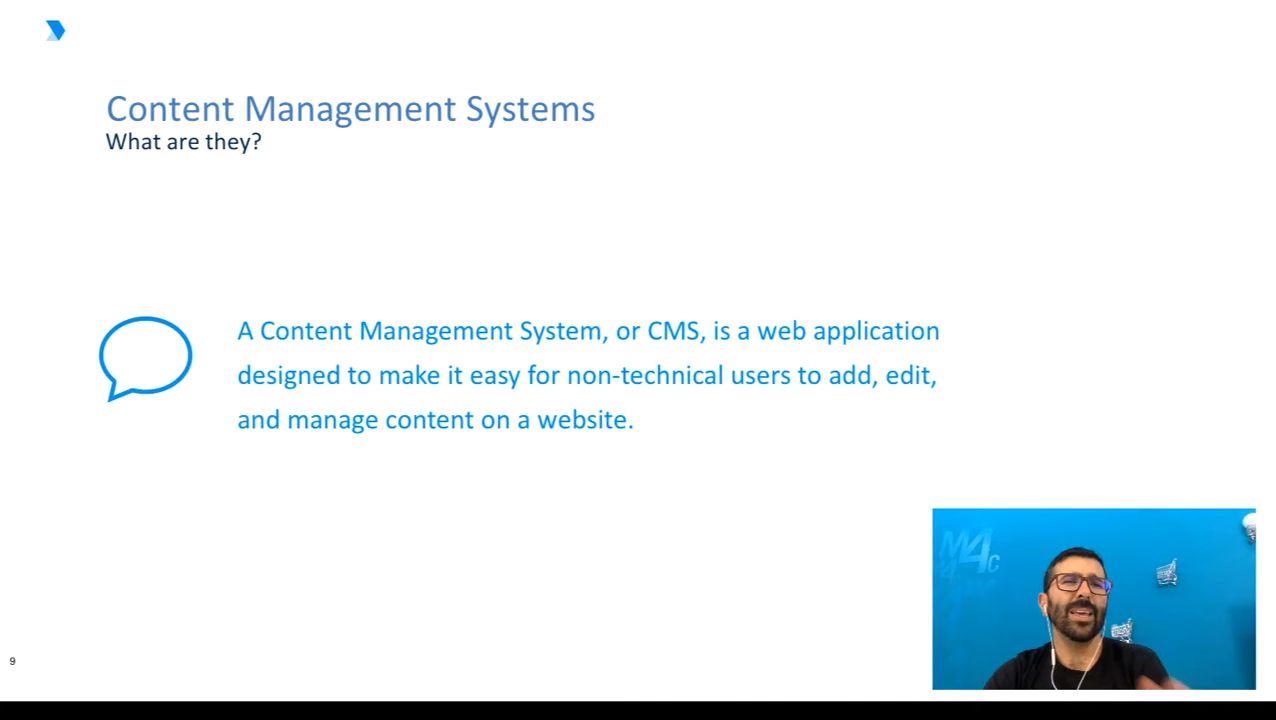 Content Management Systems
What are they?
A Content Management System, or CMS, is a web application
designed to make it easy for non-technical users to add, edit,
and manage content on a website.
M4c
9